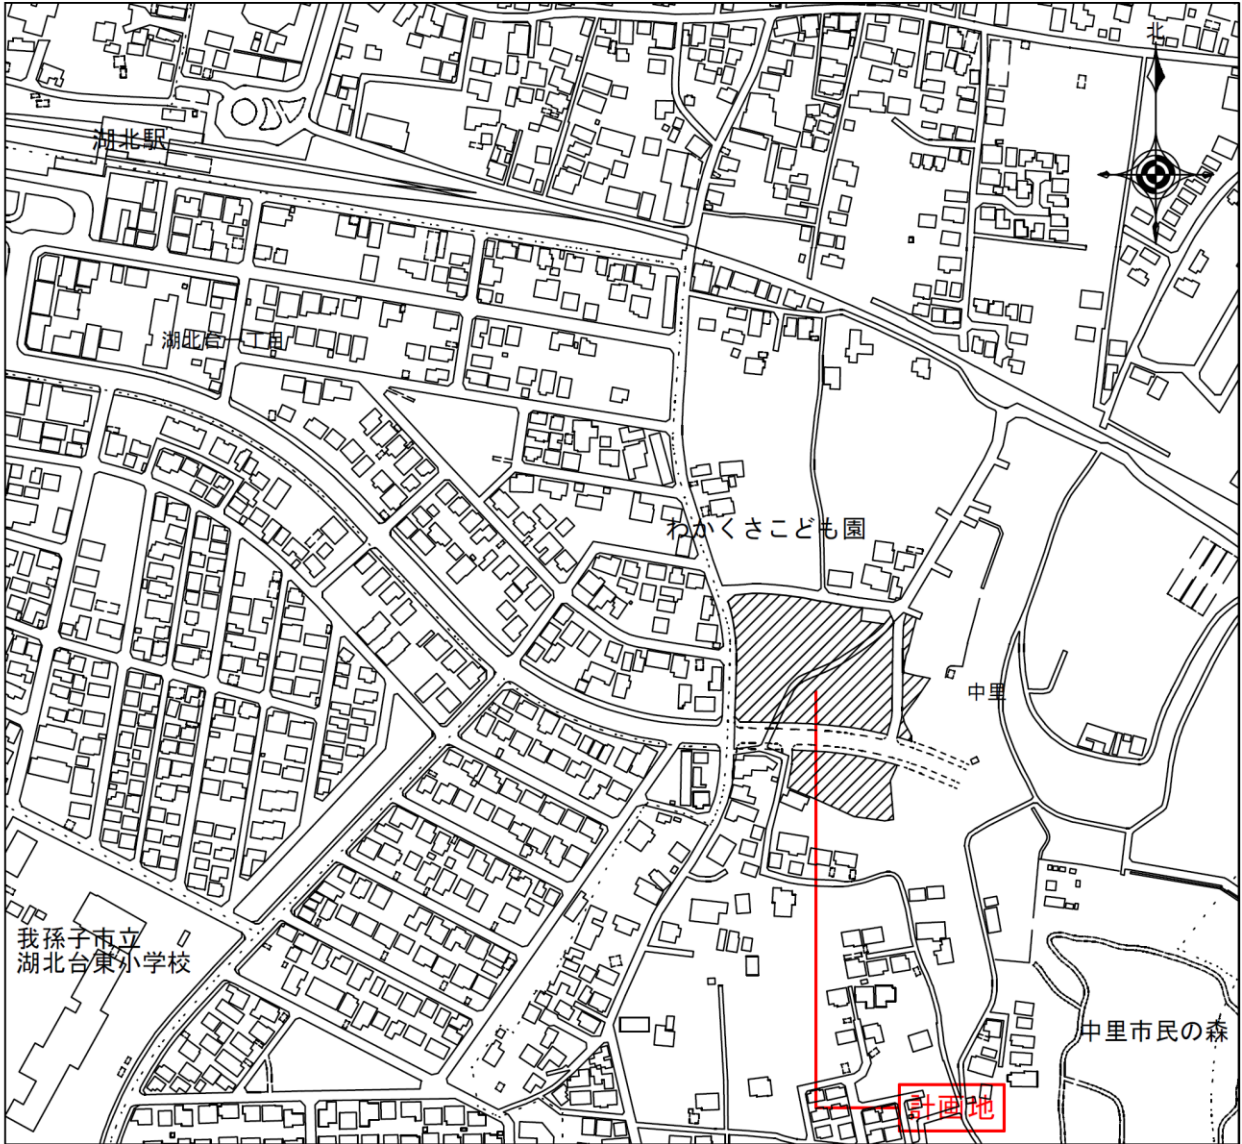 北
湖北駅
湖北台一丁目
わかくさこども園
中里
我孫子市立
湖北台東小学校
中里市民の森
計画地